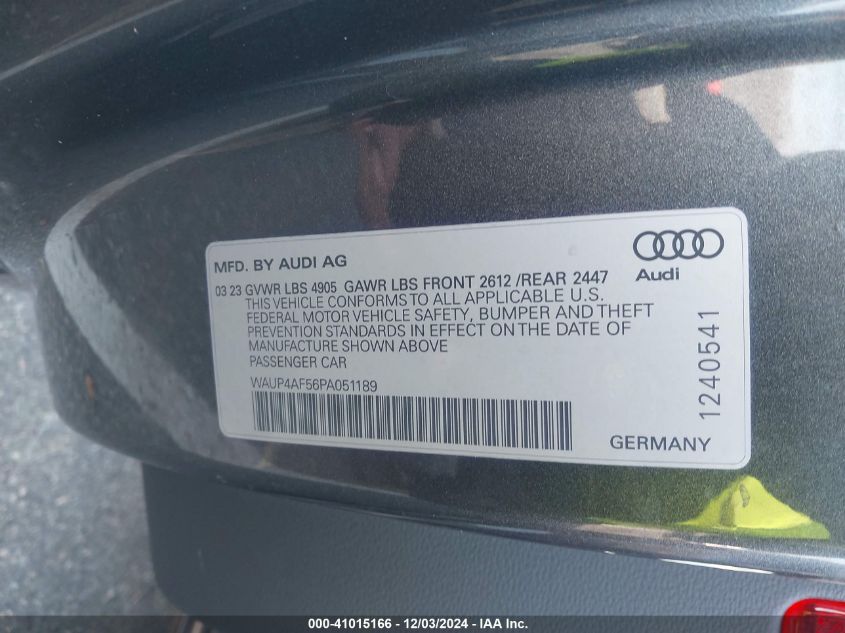 MFD. BY AUDI AG
Audi
03 23 GVWR LBS 4905 GAWR LBS FRONT 2612 /REAR 2447
THIS VEHICLE CONFORMS TO ALL APPLICABLE U.S.
FEDERAL MOTOR VEHICLE SAFETY, BUMPER AND THEFT
PREVENTION STANDARDS IN EFFECT ON THE DATE OF
MANUFACTURE SHOWN ABOVE
PASSENGER CAR
WAUP4AF56PA051189
1240541
GERMANY
000-41015166 - 12/03/2024 - IAA Inc.